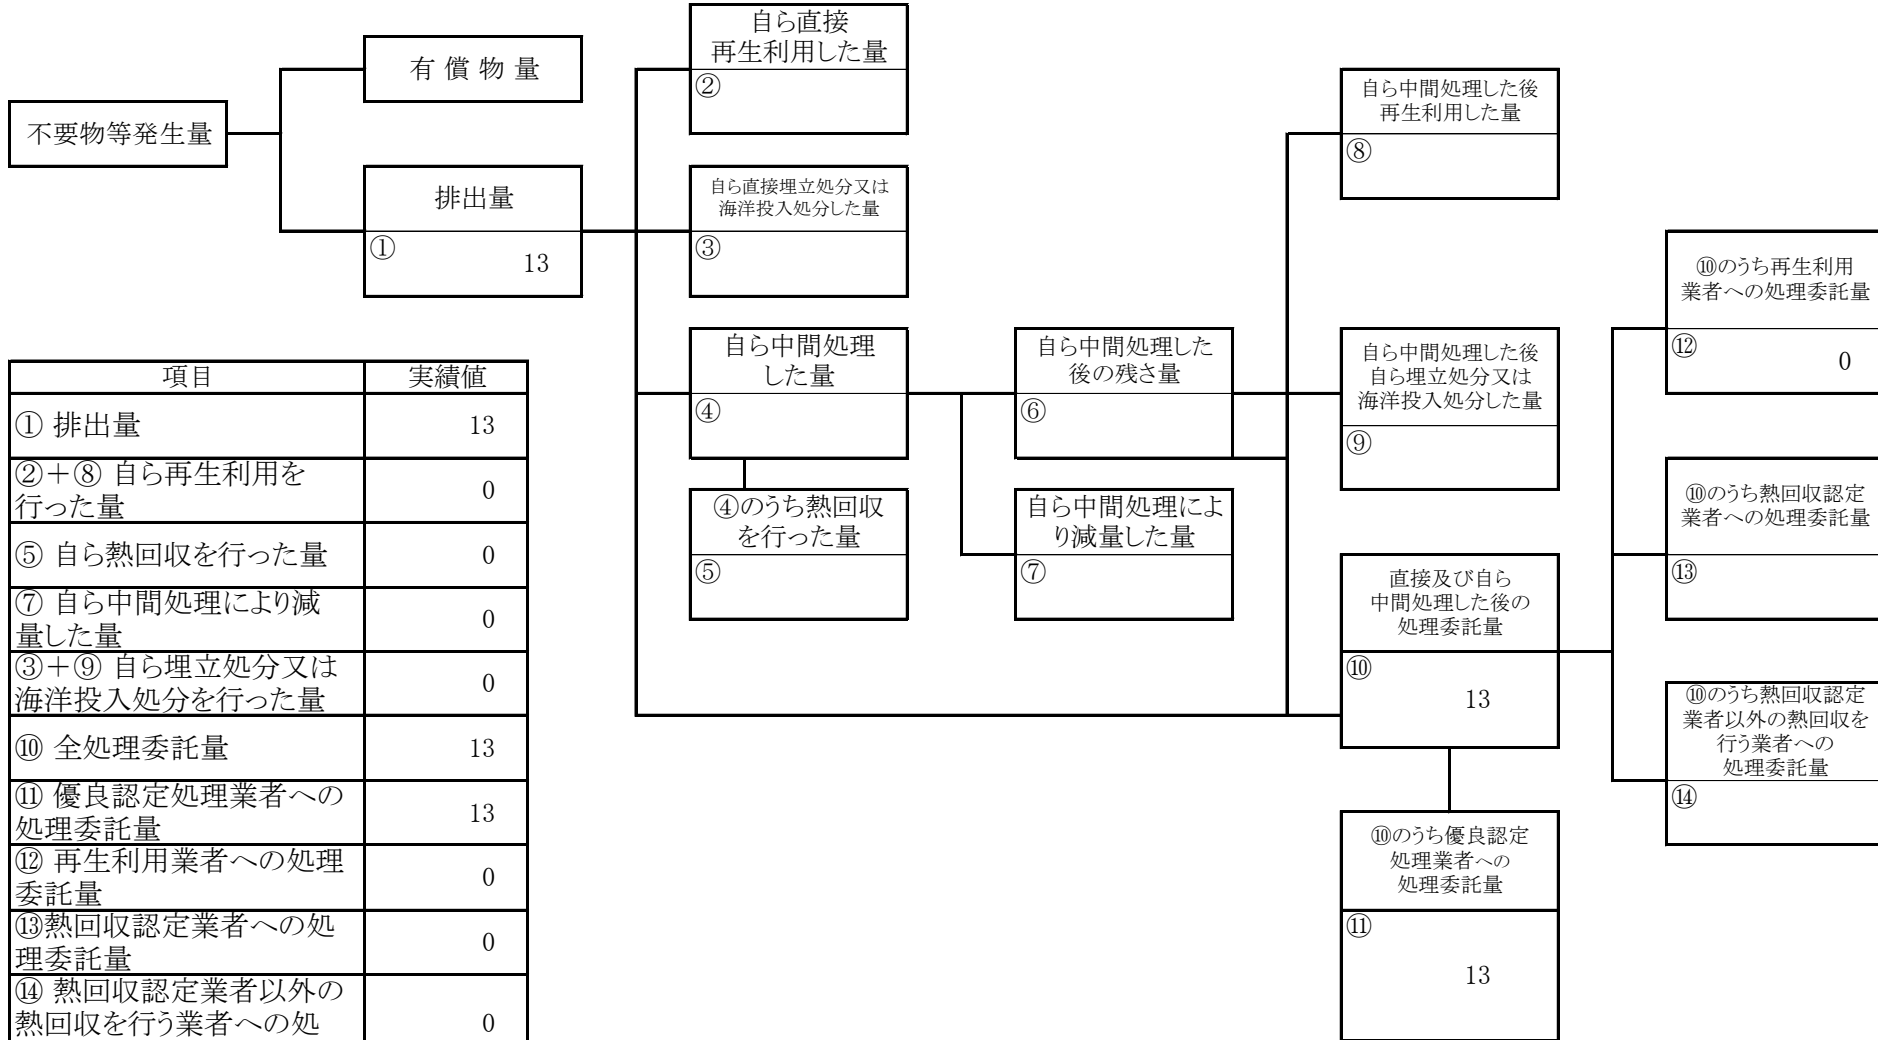 不要物等発生量
有償物量
排出量
①
13
自ら直接
再生利用した量
②
自ら直接埋立処分又は
海洋投入処分した量
③
自ら中間処理
した量
④
④のうち熱回収
を行った量
⑤
自ら中間処理した
後の残さ量
⑥
自ら中間処理によ
り減量した量
⑦
自ら中間処理した後
再生利用した量
⑧
自ら中間処理した後
自ら埋立処分又は
海洋投入処分した量
⑨
直接及び自ら
中間処理した後の
処理委託量
⑩
13
⑩のうち優良認定
処理業者への
処理委託量
⑪
13
⑩のうち再生利用
業者への処理委託量
⑫
0
⑩のうち熱回収認定
業者への処理委託量
⑬
⑩のうち熱回収認定
業者以外の熱回収を
行う業者への
処理委託量
⑭
項目 実績値
① 排出量 13
②+⑧ 自ら再生利用を
行った量 0
⑤ 自ら熱回収を行った量 0
⑦ 自ら中間処理により減
量した量 0
③+⑨ 自ら埋立処分又は
海洋投入処分を行った量 0
⑩ 全処理委託量 13
⑪ 優良認定処理業者への
処理委託量 13
⑫ 再生利用業者への処理
委託量 0
⑬熱回収認定業者への処
理委託量 0
⑭ 熱回収認定業者以外の
熱回収を行う業者への処 0